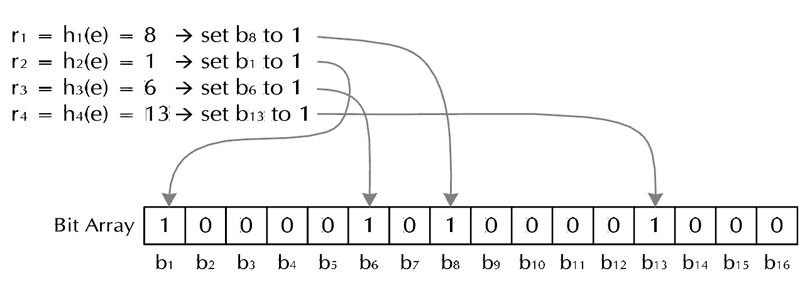 r₁ = h₁(e) = 8 → set b₈ to 1
r₂ = h₂(e) = 1 → set b₁ to 1
r₃ = h₃(e) = 6 → set b₆ to 1
r₄ = h₄(e) = 13 → set b₁₃ to 1
Bit Array 1 0 0 0 0 1 0 1 0 0 0 0 1 0 0 0
b₁ b₂ b₃ b₄ b₅ b₆ b₇ b₈ b₉ b₁₀ b₁₁ b₁₂ b₁₃ b₁₄ b₁₅ b₁₆